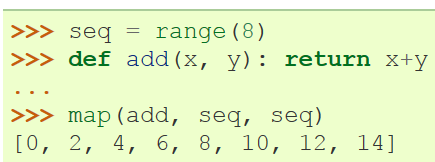 >>> seq = range(8)
>>> def add(x, y): return x+y
...
>>> map(add, seq, seq)
[0, 2, 4, 6, 8, 10, 12, 14]